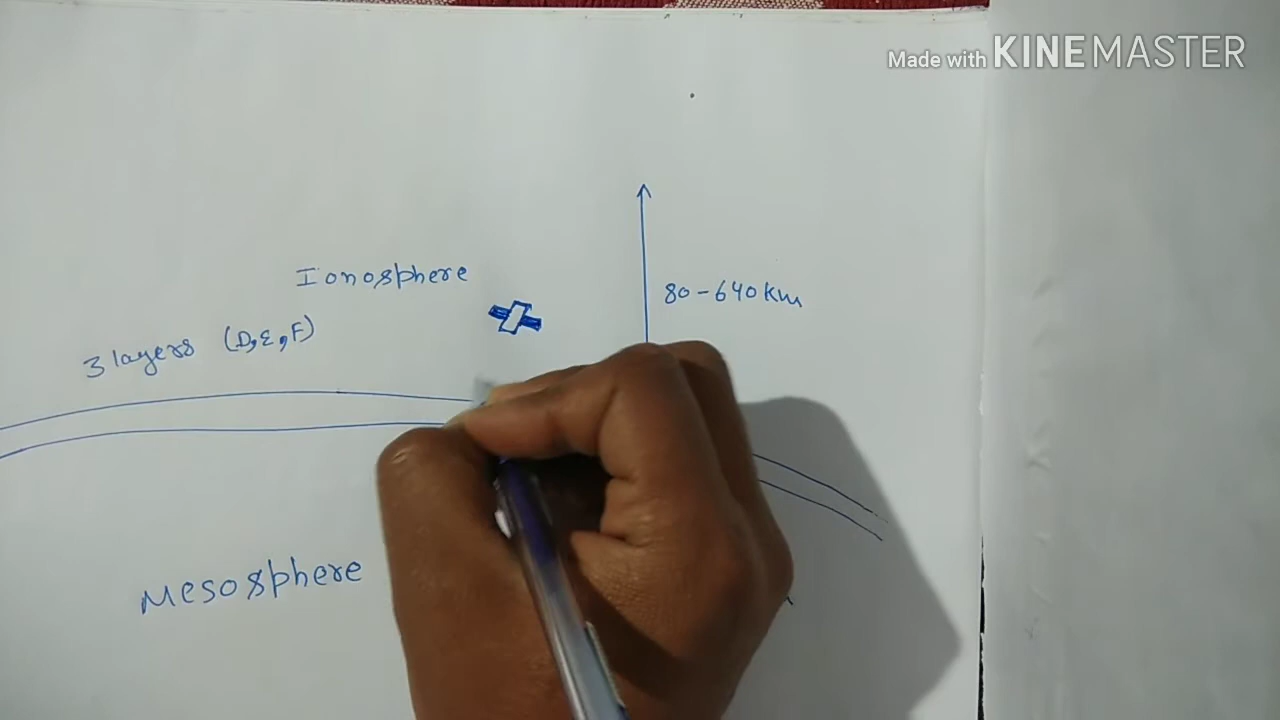 Made with KINEMASTER
Ionosphere
80-640 Km
3 layers (D,E,F)
Mesosphere